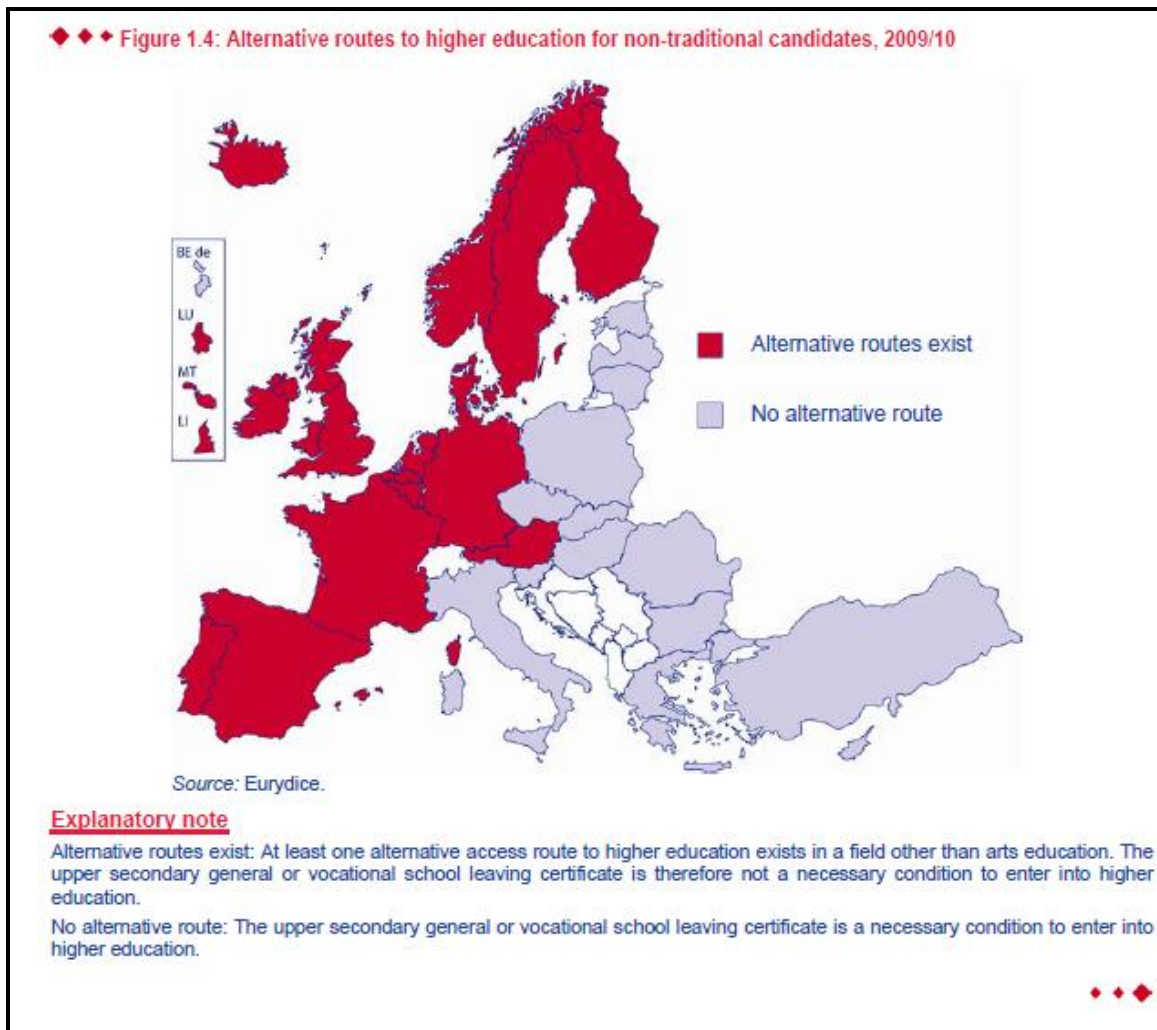 Figure 1.4: Alternative routes to higher education for non-traditional candidates, 2009/10
BE de
LU
MT
LI
Alternative routes exist
No alternative route
Source: Eurydice.
Explanatory note
Alternative routes exist: At least one alternative access route to higher education exists in a field other than arts education. The
upper secondary general or vocational school leaving certificate is therefore not a necessary condition to enter into higher
education.
No alternative route: The upper secondary general or vocational school leaving certificate is a necessary condition to enter into
higher education.